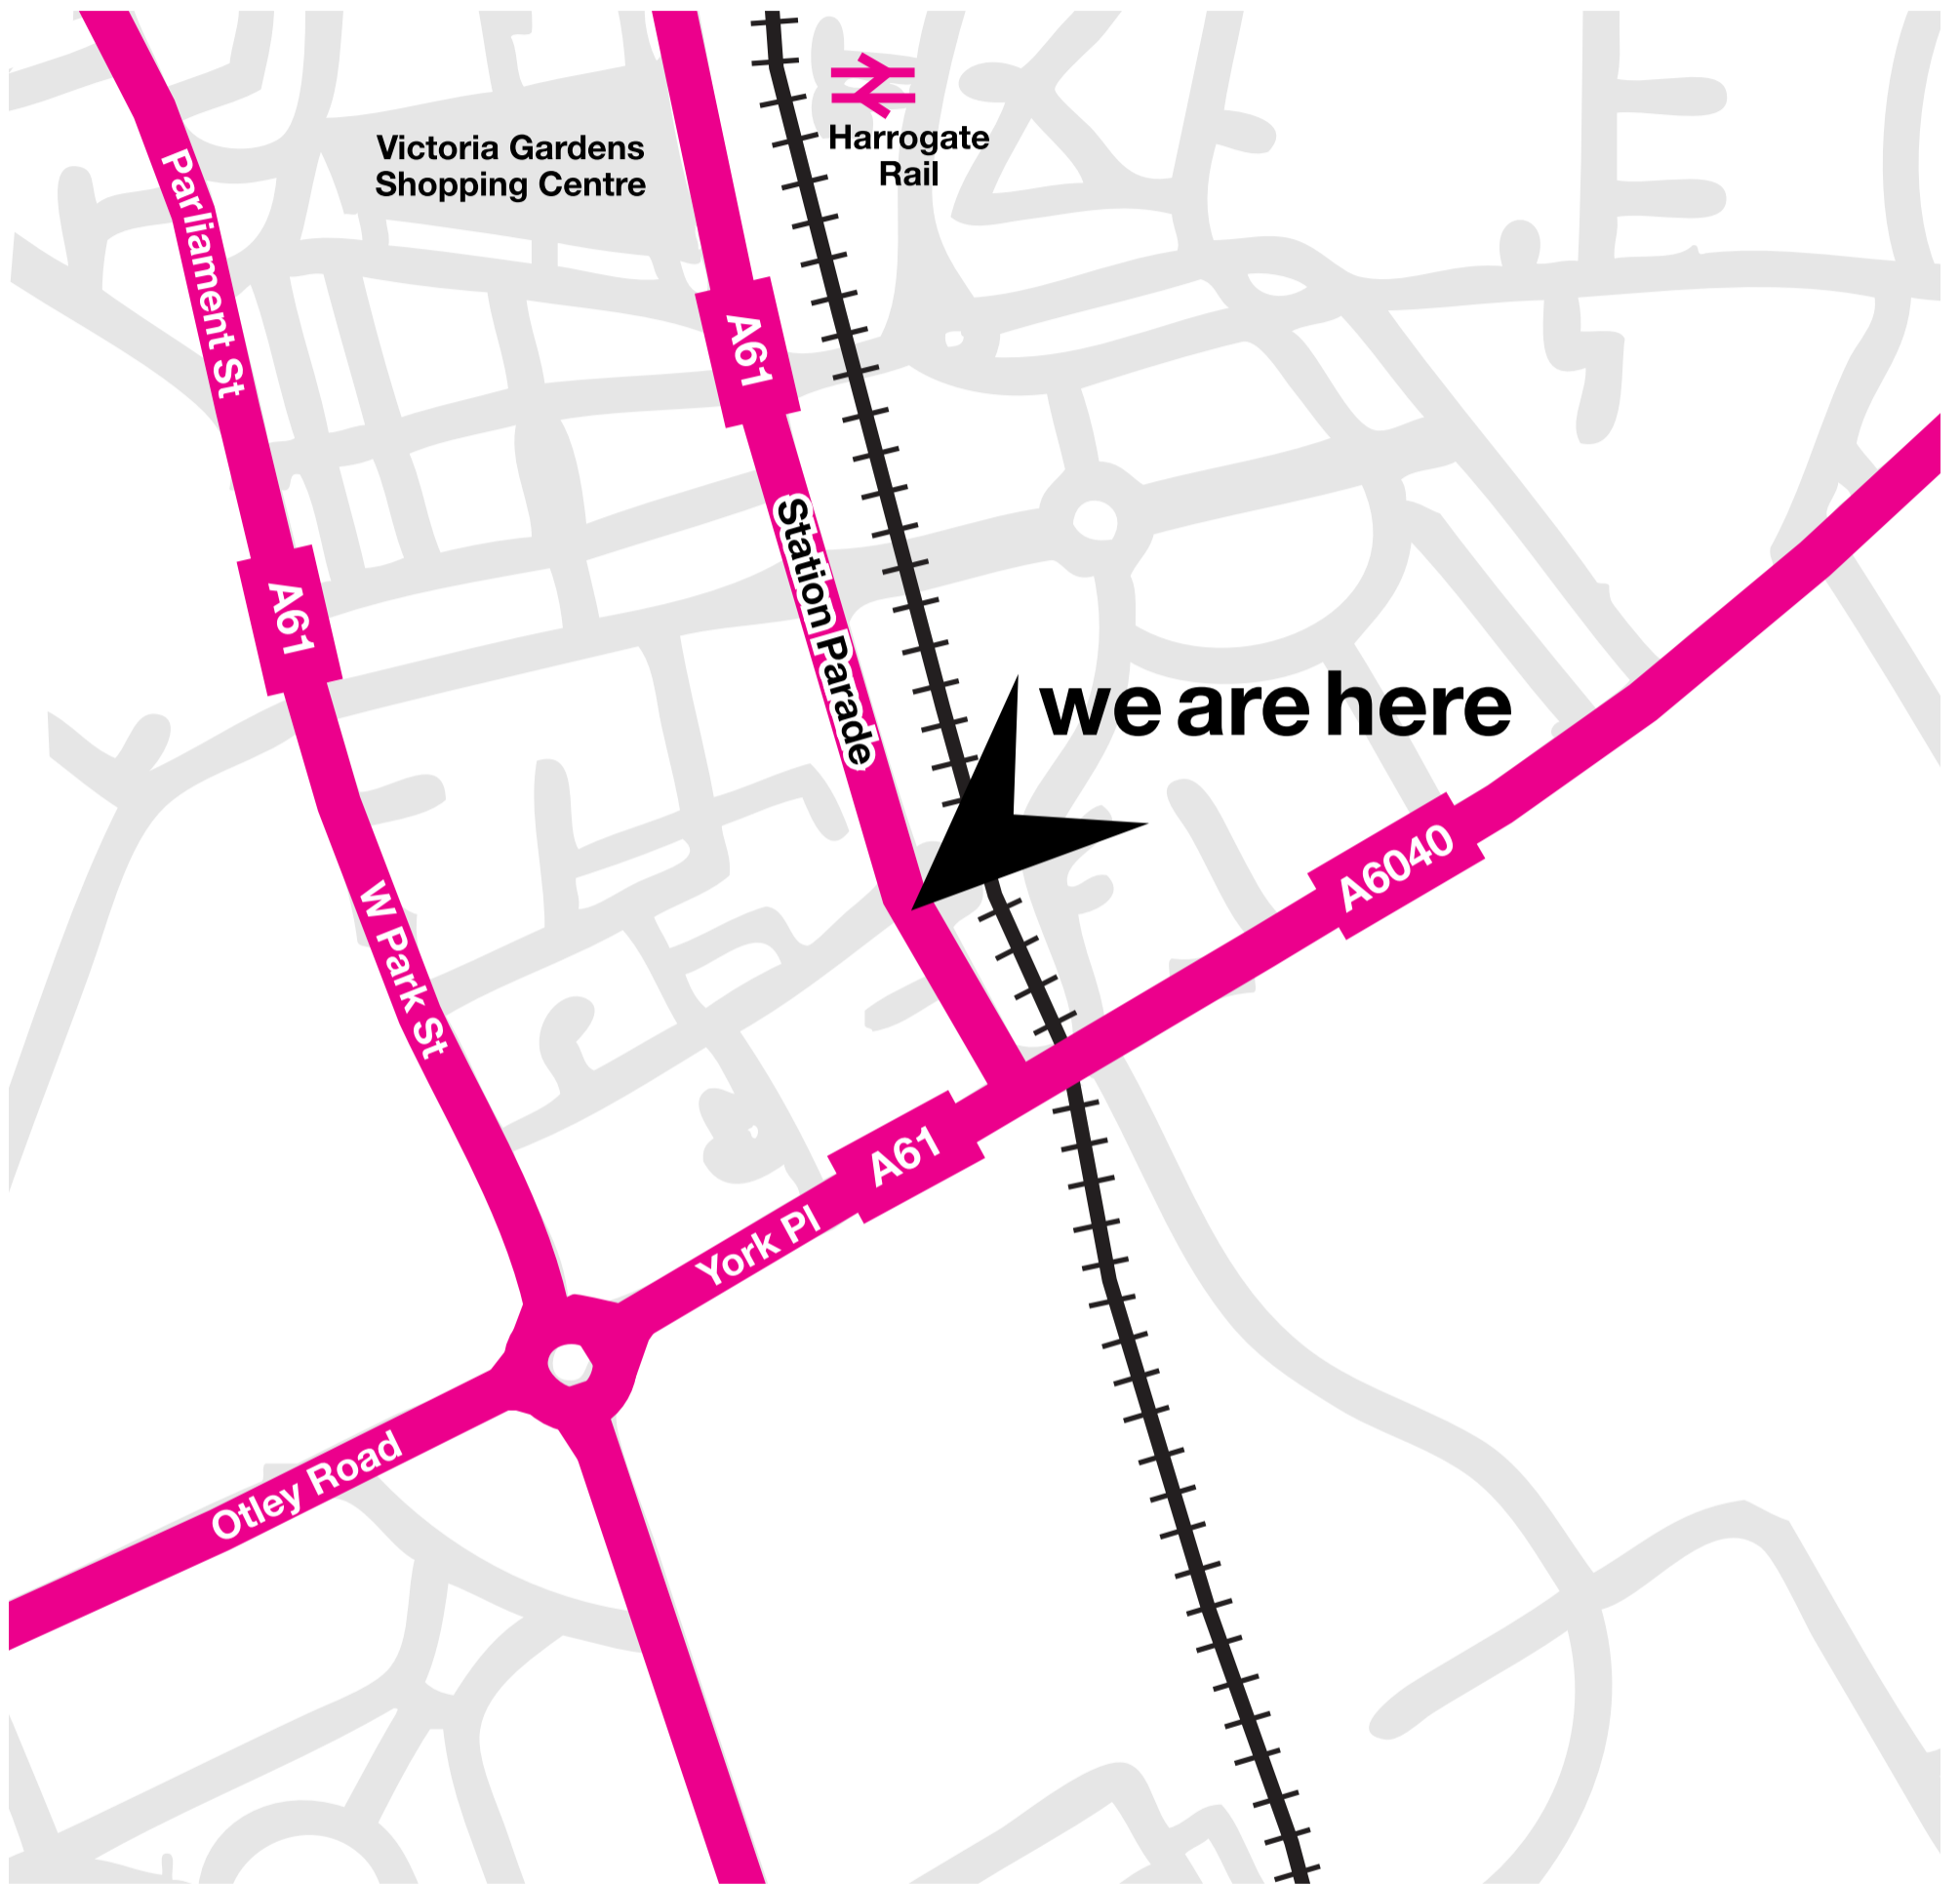 Victoria Gardens
Shopping Centre
Harrogate
Rail
Parliament St
A61
A61
Station Parade
we are here
A6040
W Park St
A61
York Pl
Otley Road